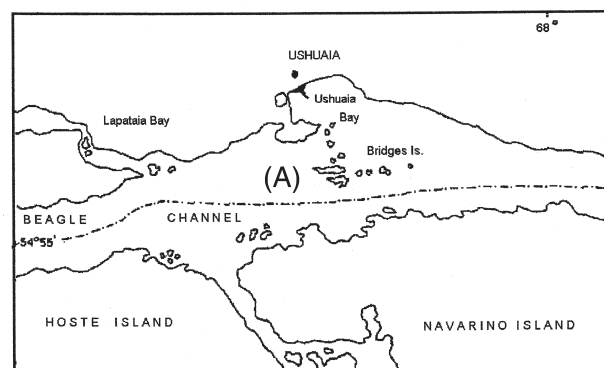 68°
USHUAIA
Ushuaia
Bay
Lapataia Bay
Bridges Is.
(A)
BEAGLE CHANNEL
54°55'
HOSTE ISLAND
NAVARINO ISLAND